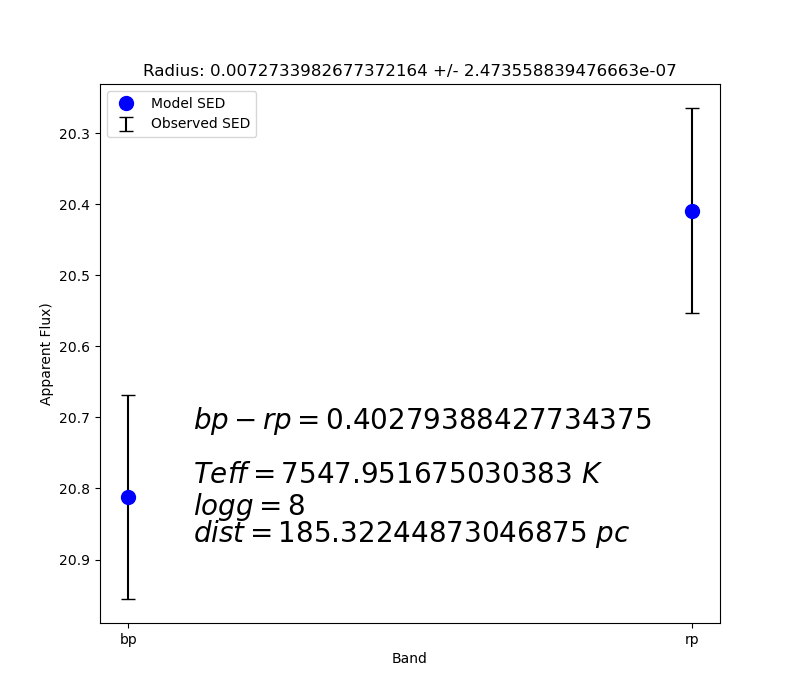 Radius: 0.0072733982677372164 +/- 2.473558839476663e-07
Model SED
Observed SED
20.3
20.4
20.5
20.6
20.7
20.8
20.9
Apparent Flux)
bp − rp = 0.40279388427734375
Teff = 7547.951675030383 K
logg = 8
dist = 185.32244873046875 pc
bp
rp
Band